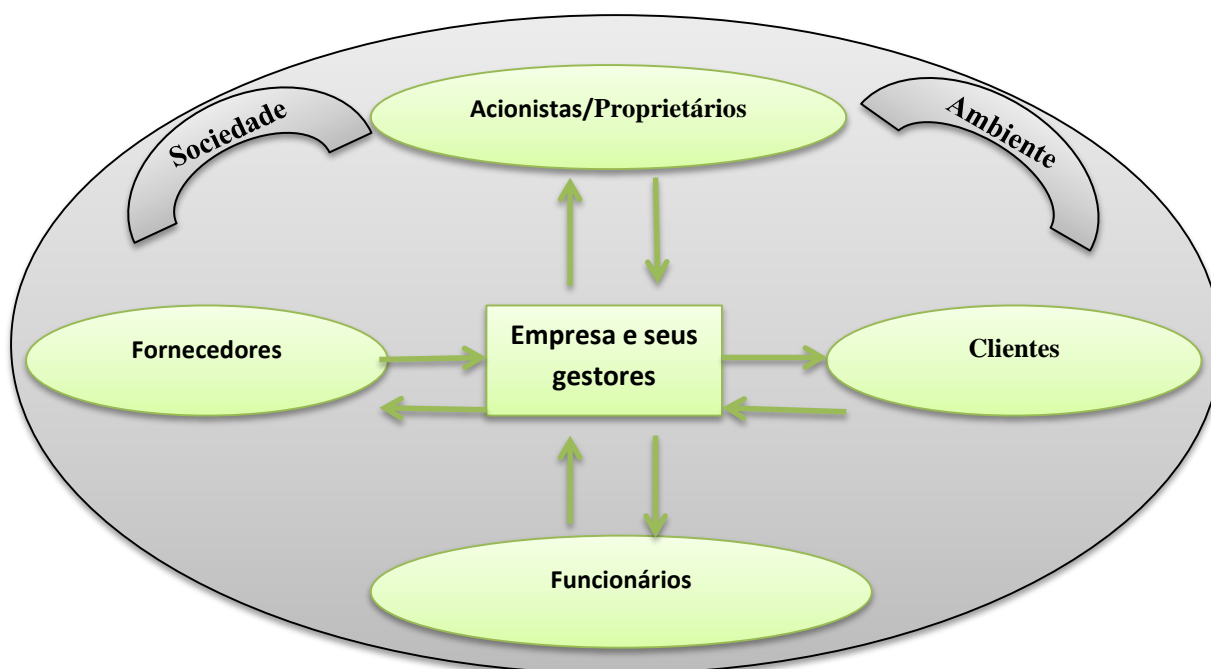 Sociedade
Acionistas/Proprietários
Ambiente
Fornecedores
Empresa e seus
gestores
Clientes
Funcionários